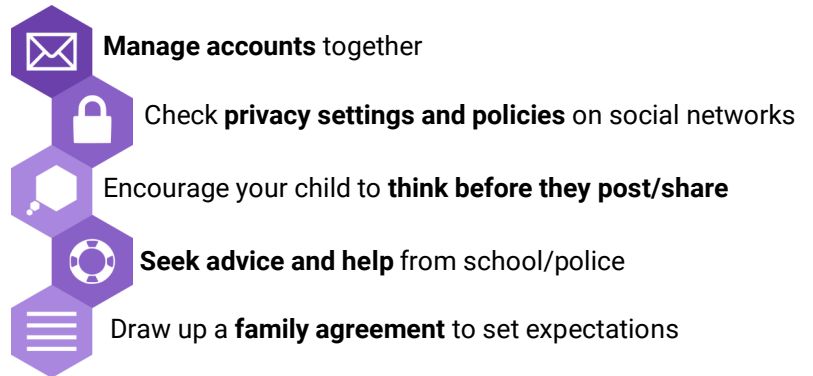 Manage accounts together
Check privacy settings and policies on social networks
Encourage your child to think before they post/share
Seek advice and help from school/police
Draw up a family agreement to set expectations